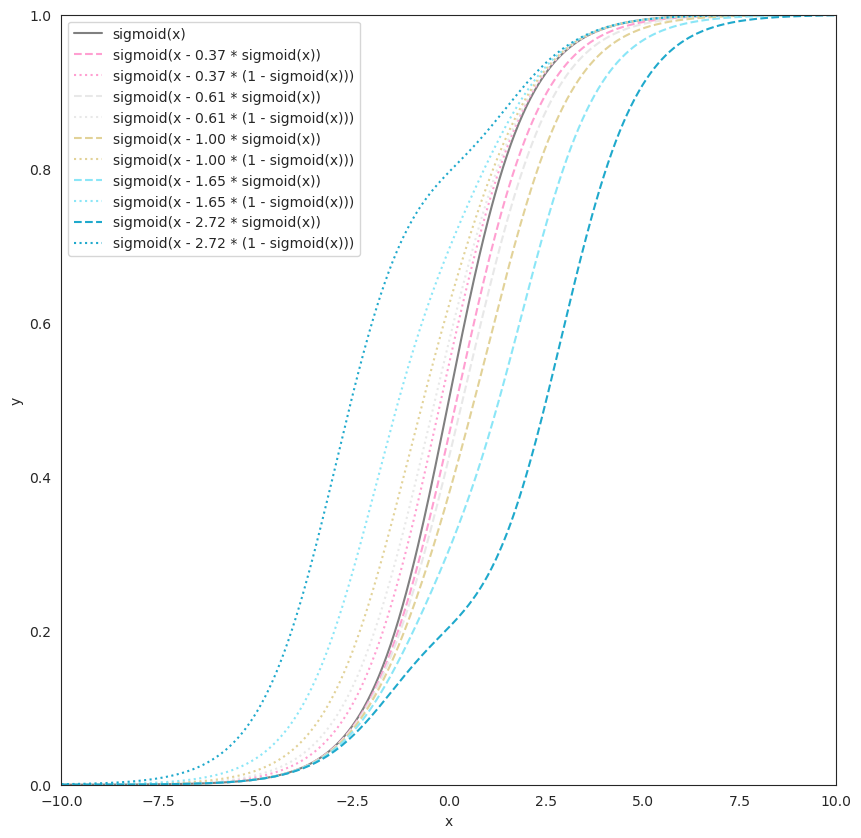 1.0
sigmoid(x)
sigmoid(x - 0.37 * sigmoid(x))
sigmoid(x - 0.37 * (1 - sigmoid(x)))
sigmoid(x - 0.61 * sigmoid(x))
sigmoid(x - 0.61 * (1 - sigmoid(x)))
sigmoid(x - 1.00 * sigmoid(x))
sigmoid(x - 1.00 * (1 - sigmoid(x)))
sigmoid(x - 1.65 * sigmoid(x))
sigmoid(x - 1.65 * (1 - sigmoid(x)))
sigmoid(x - 2.72 * sigmoid(x))
sigmoid(x - 2.72 * (1 - sigmoid(x)))
0.8
0.6
y
0.4
0.2
0.0
−10.0 −7.5 −5.0 −2.5 0.0 2.5 5.0 7.5 10.0
x